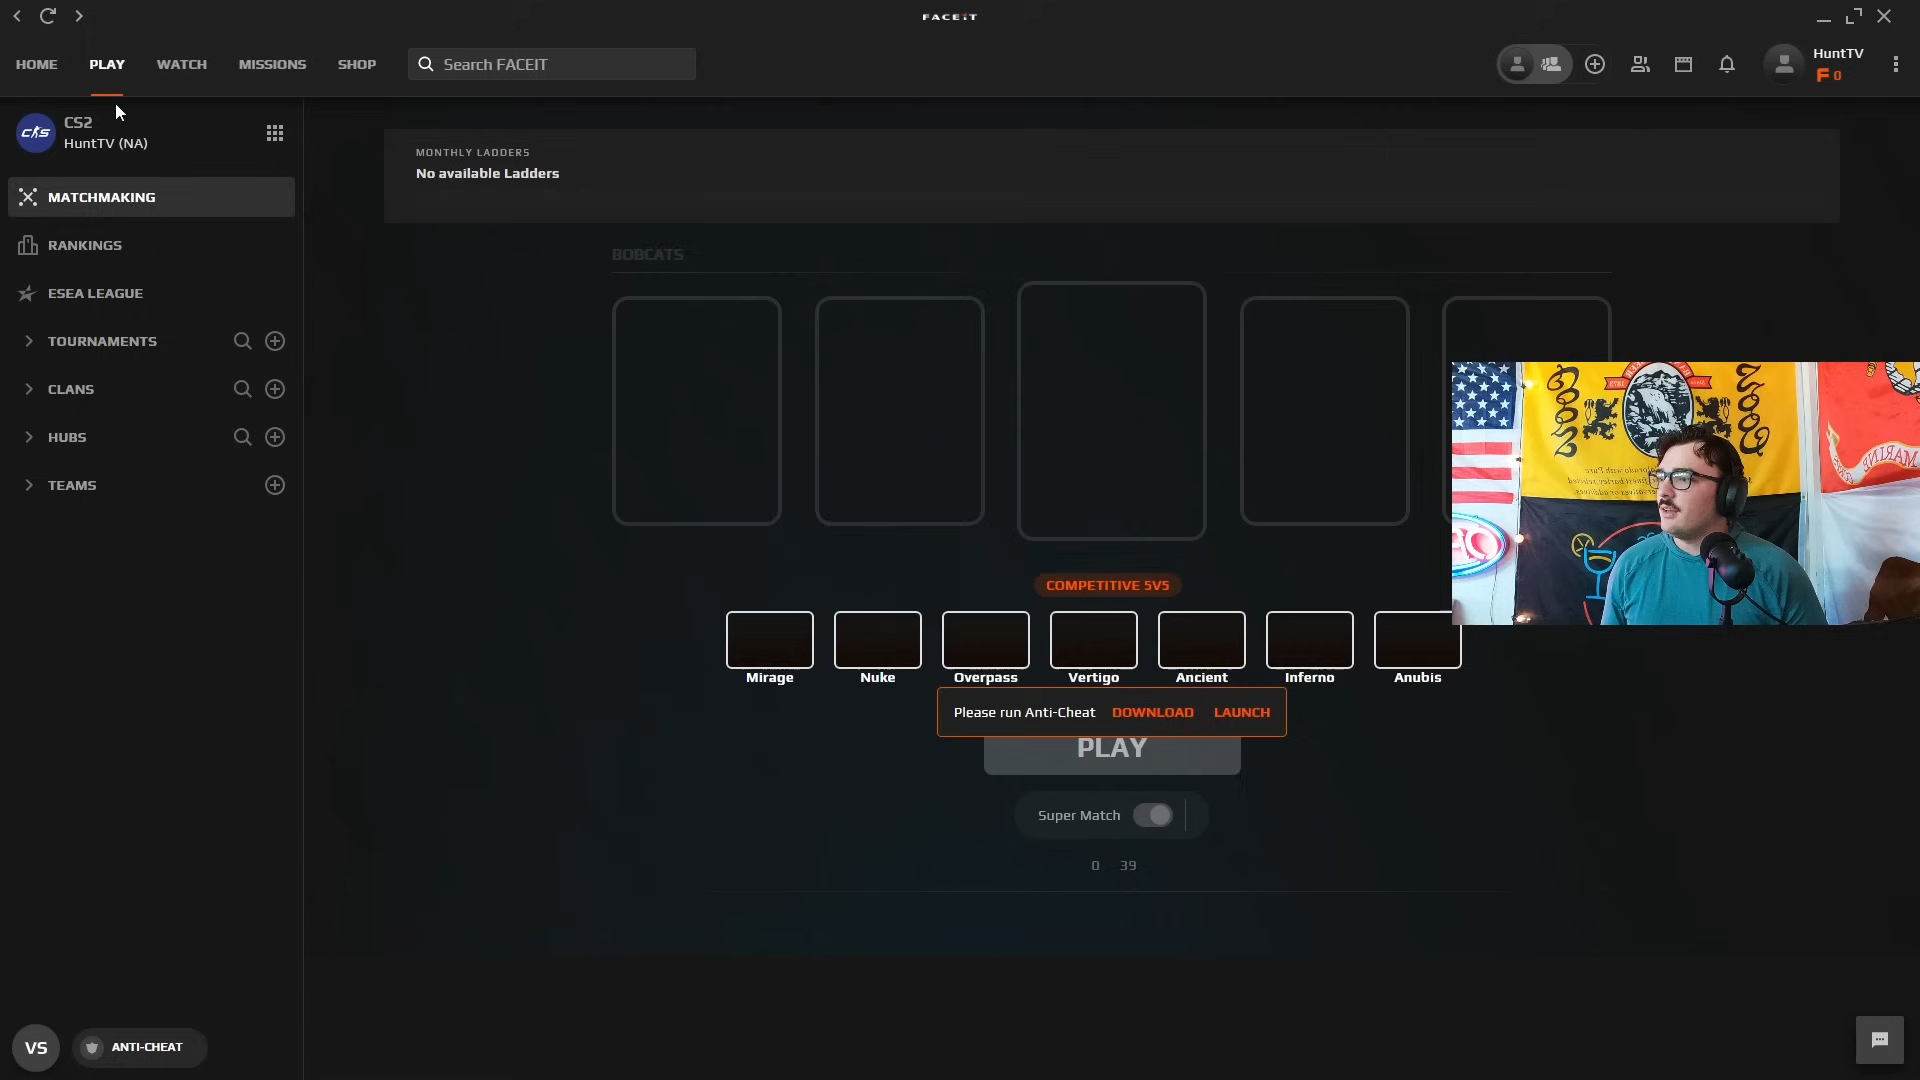 FACEIT
HOME
PLAY
WATCH
MISSIONS
SHOP
Search FACEIT
HuntTV
F 0
CS2
HuntTV (NA)
MATCHMAKING
RANKINGS
ESEA LEAGUE
TOURNAMENTS
CLANS
HUBS
TEAMS
MONTHLY LADDERS
No available Ladders
BOBCATS
COMPETITIVE 5V5
Mirage
Nuke
Overpass
Vertigo
Ancient
Inferno
Anubis
Please run Anti-Cheat DOWNLOAD LAUNCH
PLAY
Super Match
0 39
VS
ANTI-CHEAT
MARINE